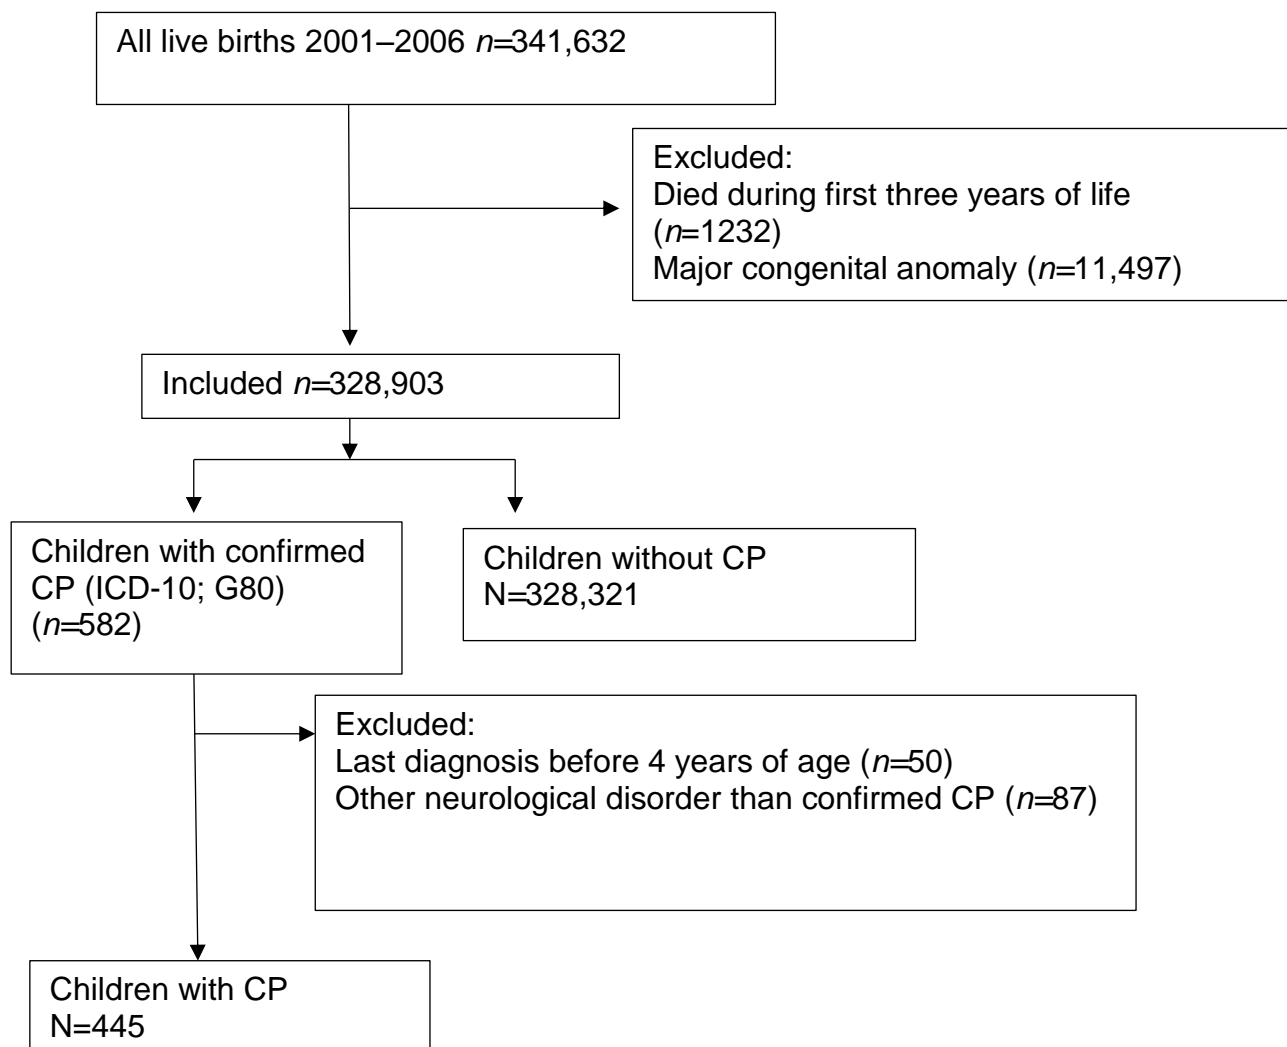 All live births 2001–2006 n=341,632
Excluded:
Died during first three years of life
(n=1232)
Major congenital anomaly (n=11,497)
Included n=328,903
Children with confirmed
CP (ICD-10; G80)
(n=582)
Children without CP
N=328,321
Excluded:
Last diagnosis before 4 years of age (n=50)
Other neurological disorder than confirmed CP (n=87)
Children with CP
N=445